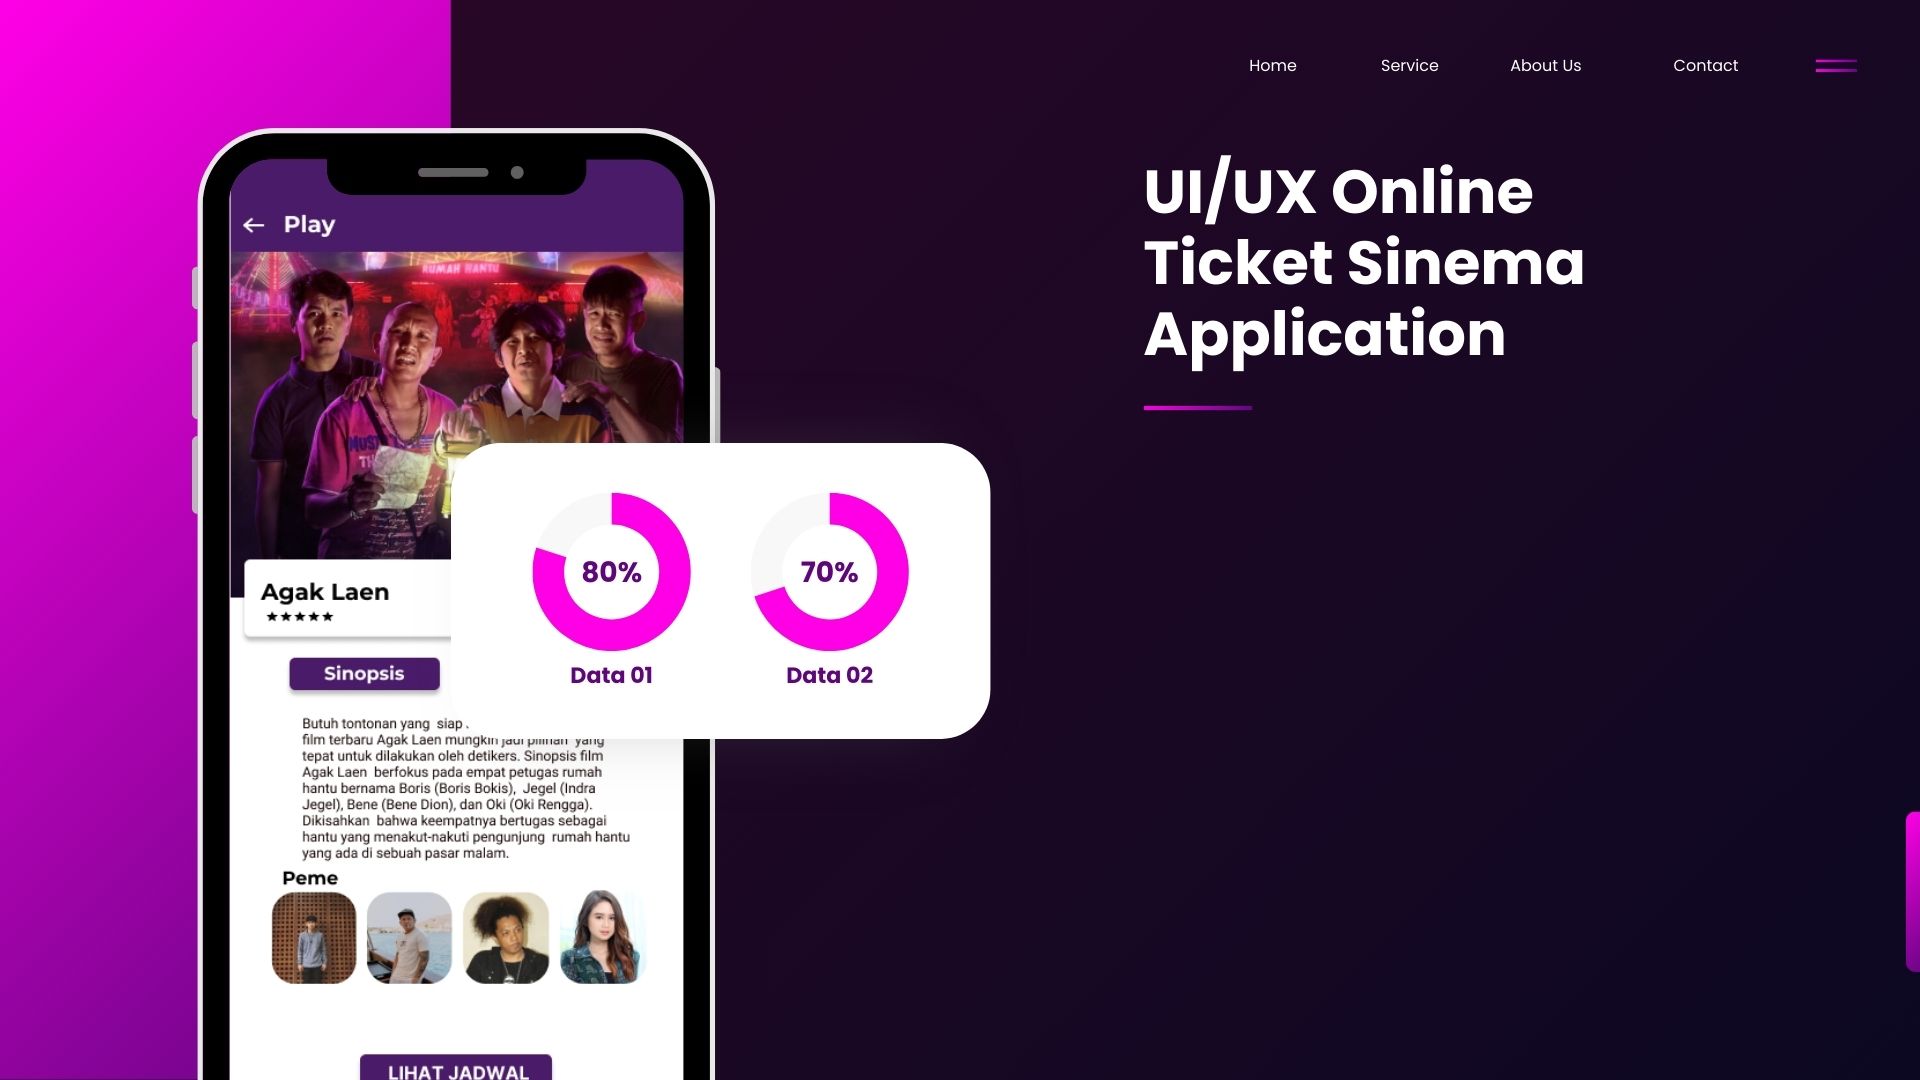 Home
Service
About Us
Contact
UI/UX Online
Ticket Sinema
Application
Play
RUMAH HANTU
80%
70%
Data 01
Data 02
Agak Laen
Sinopsis
Butuh tontonan yang siap
film terbaru Agak Laen mungkin jadi pilihan yang
tepat untuk dilakukan oleh detikers. Sinopsis film
Agak Laen berfokus pada empat petugas rumah
hantu bernama Boris (Boris Bokis), Jegel (Indra
Jegel), Bene (Bene Dion), dan Oki (Oki Rengga).
Dikisahkan bahwa keempatnya bertugas sebagai
hantu yang menakut-nakuti pengunjung rumah hantu
yang ada di sebuah pasar malam.
Peme
LIHAT JADWAL